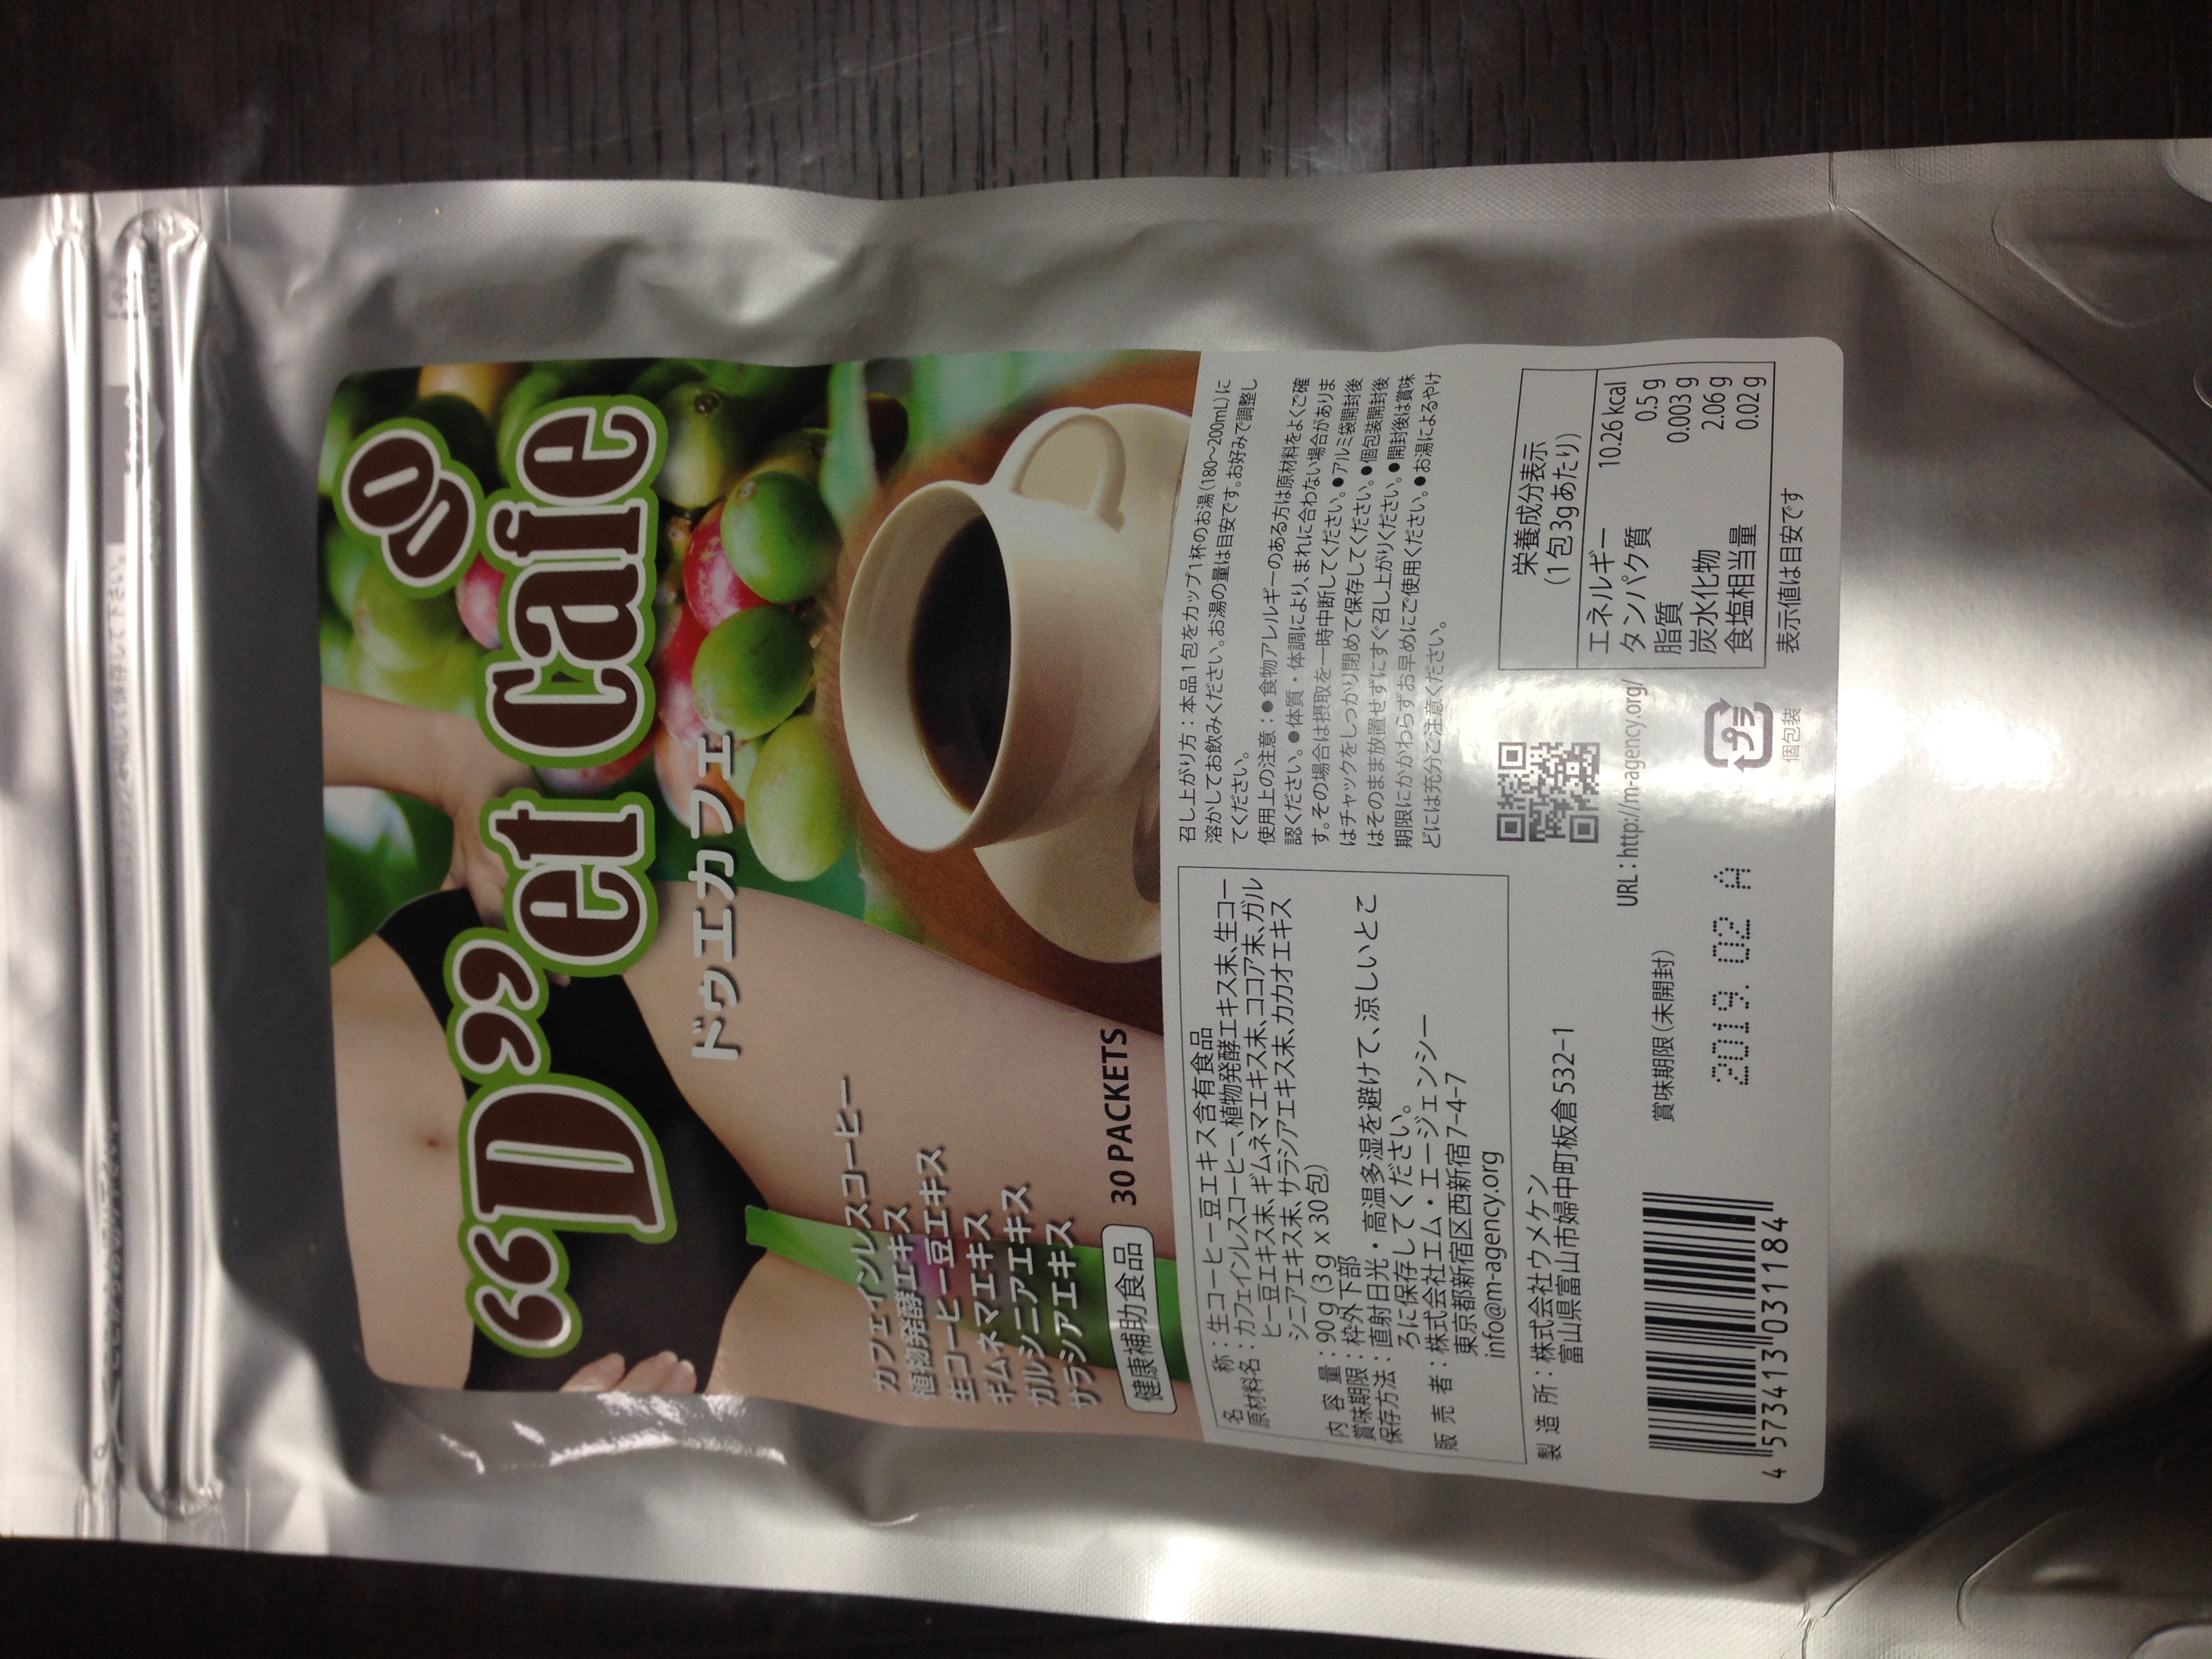 “D”et Cafe
ドゥエカフェ
カフェインレスコーヒー
植物発酵エキス
生コーヒー豆エキス
ギムネマエキス
ガルシニアエキス
サラシアエキス
健康補助食品 30 PACKETS
名 称：生コーヒー豆エキス含有食品
原材料名：カフェインレスコーヒー、植物発酵エキス末、生コー
ヒー豆エキス末、ギムネマエキス末、ココア末、ガル
シニアエキス末、サラシアエキス末、カカオエキス
内 容 量：90g（3g x 30包）
賞味期限：枠外下部
保存方法：直射日光・高温多湿を避けて、涼しいとこ
ろに保存してください。
販 売 者：株式会社エム・エージェンシー
東京都新宿区西新宿7-4-7
info@m-agency.org
製 造 所：株式会社ウメケン
富山県富山市婦中町板倉 532-1
4 573413 031184
賞味期限（未開封）
2019. 02 A
召し上がり方：本品1包をカップ1杯のお湯（180〜200mL）に
溶かしてお飲みください。お湯の量は目安です。お好みで調整し
てください。
使用上の注意：●食物アレルギーのある方は原材料をよくご確
認ください。●体質・体調により、まれに合わない場合がありま
す。その場合は摂取を一時中断してください。●アルミ袋開封後
はチャックをしっかり閉めて保存してください。●個包装開封後
はそのまま放置せずにすぐ召し上がりください。●開封後は賞味
期限にかかわらずお早めにご使用ください。●お湯によるやけ
どには充分ご注意ください。
URL：http://m-agency.org/
プラ
個包装
栄養成分表示
（1包3gあたり）
エネルギー 10.26 kcal
タンパク質 0.5 g
脂質 0.003 g
炭水化物 2.06 g
食塩相当量 0.02 g
表示値は目安です